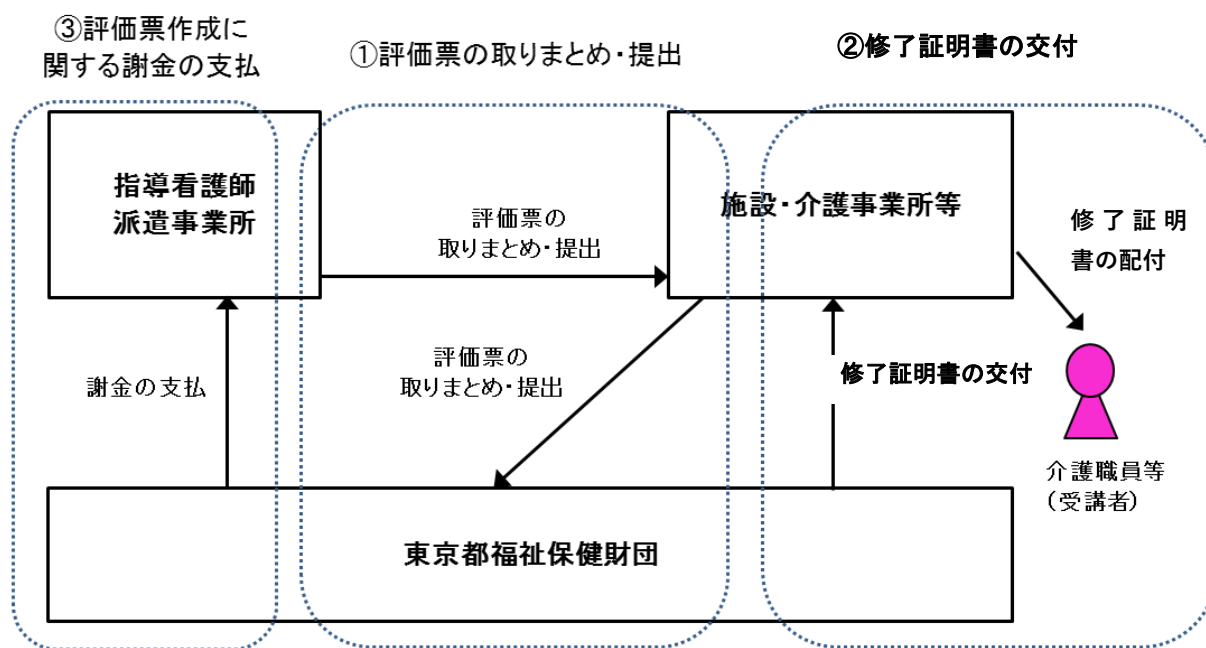 ③評価票作成に
関する謝金の支払
①評価票の取りまとめ・提出
②修了証明書の交付
指導看護師
派遣事業所
評価票の
取りまとめ・提出
施設・介護事業所等
修了証明
書の配付
謝金の支払
評価票の
取りまとめ・提出
修了証明書の交付
介護職員等
（受講者）
東京都福祉保健財団